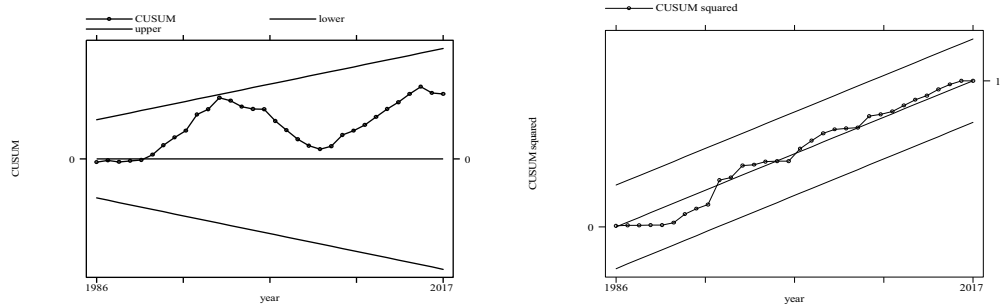 CUSUM lower
upper
CUSUM
0
0
1986 2017
year
CUSUM squared
CUSUM squared
1
0
1986 2017
year